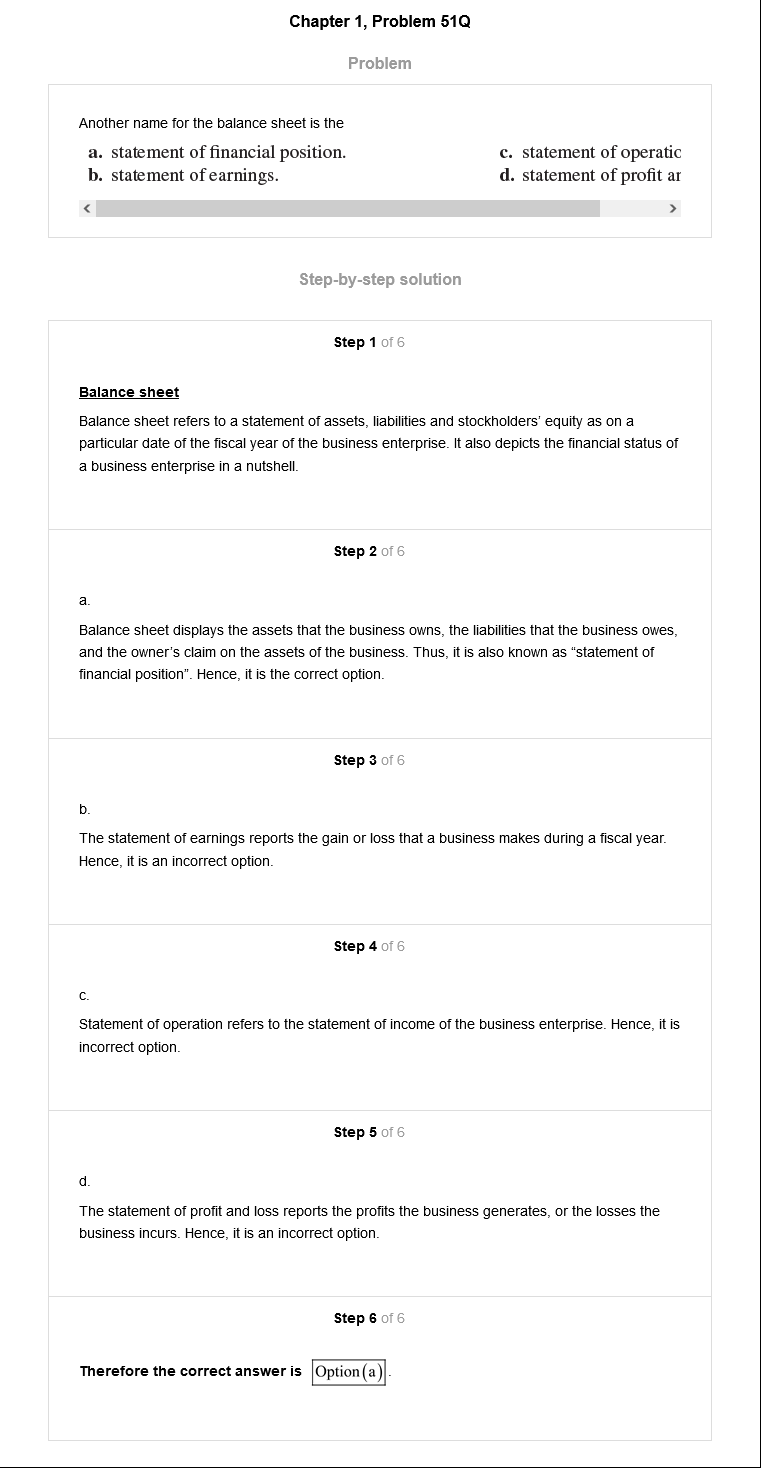 Chapter 1, Problem 51Q
Problem
Another name for the balance sheet is the
a. statement of financial position.
c. statement of operatic
b. statement of earnings.
d. statement of profit ar
Step-by-step solution
Step 1 of 6
Balance sheet
Balance sheet refers to a statement of assets, liabilities and stockholders’ equity as on a
particular date of the fiscal year of the business enterprise. It also depicts the financial status of
a business enterprise in a nutshell.
Step 2 of 6
a.
Balance sheet displays the assets that the business owns, the liabilities that the business owes,
and the owner’s claim on the assets of the business. Thus, it is also known as “statement of
financial position”. Hence, it is the correct option.
Step 3 of 6
b.
The statement of earnings reports the gain or loss that a business makes during a fiscal year.
Hence, it is an incorrect option.
Step 4 of 6
c.
Statement of operation refers to the statement of income of the business enterprise. Hence, it is
incorrect option.
Step 5 of 6
d.
The statement of profit and loss reports the profits the business generates, or the losses the
business incurs. Hence, it is an incorrect option.
Step 6 of 6
Therefore the correct answer is Option(a).